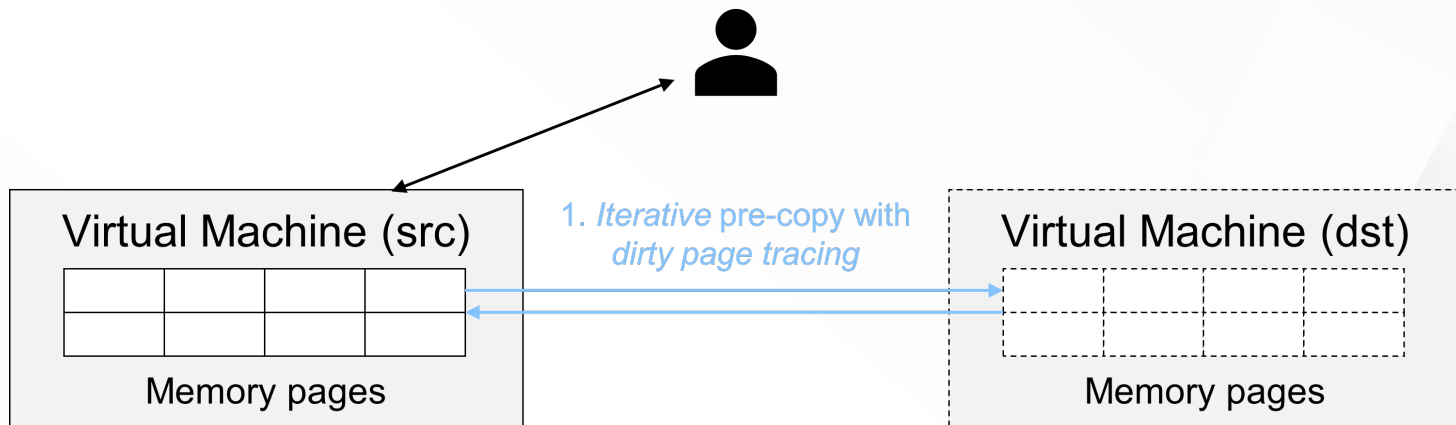 Virtual Machine (src)
1. Iterative pre-copy with
dirty page tracing
Virtual Machine (dst)
Memory pages
Memory pages